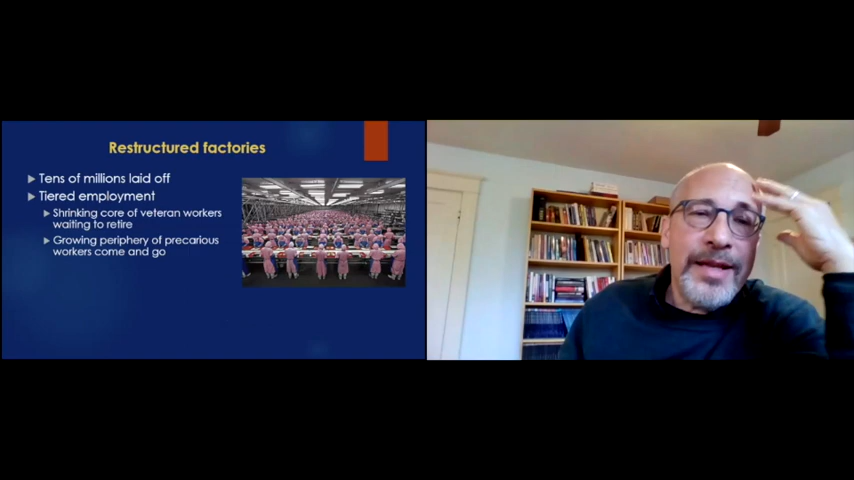 Restructured factories
Tens of millions laid off
Tiered employment
Shrinking core of veteran workers
waiting to retire
Growing periphery of precarious
workers come and go